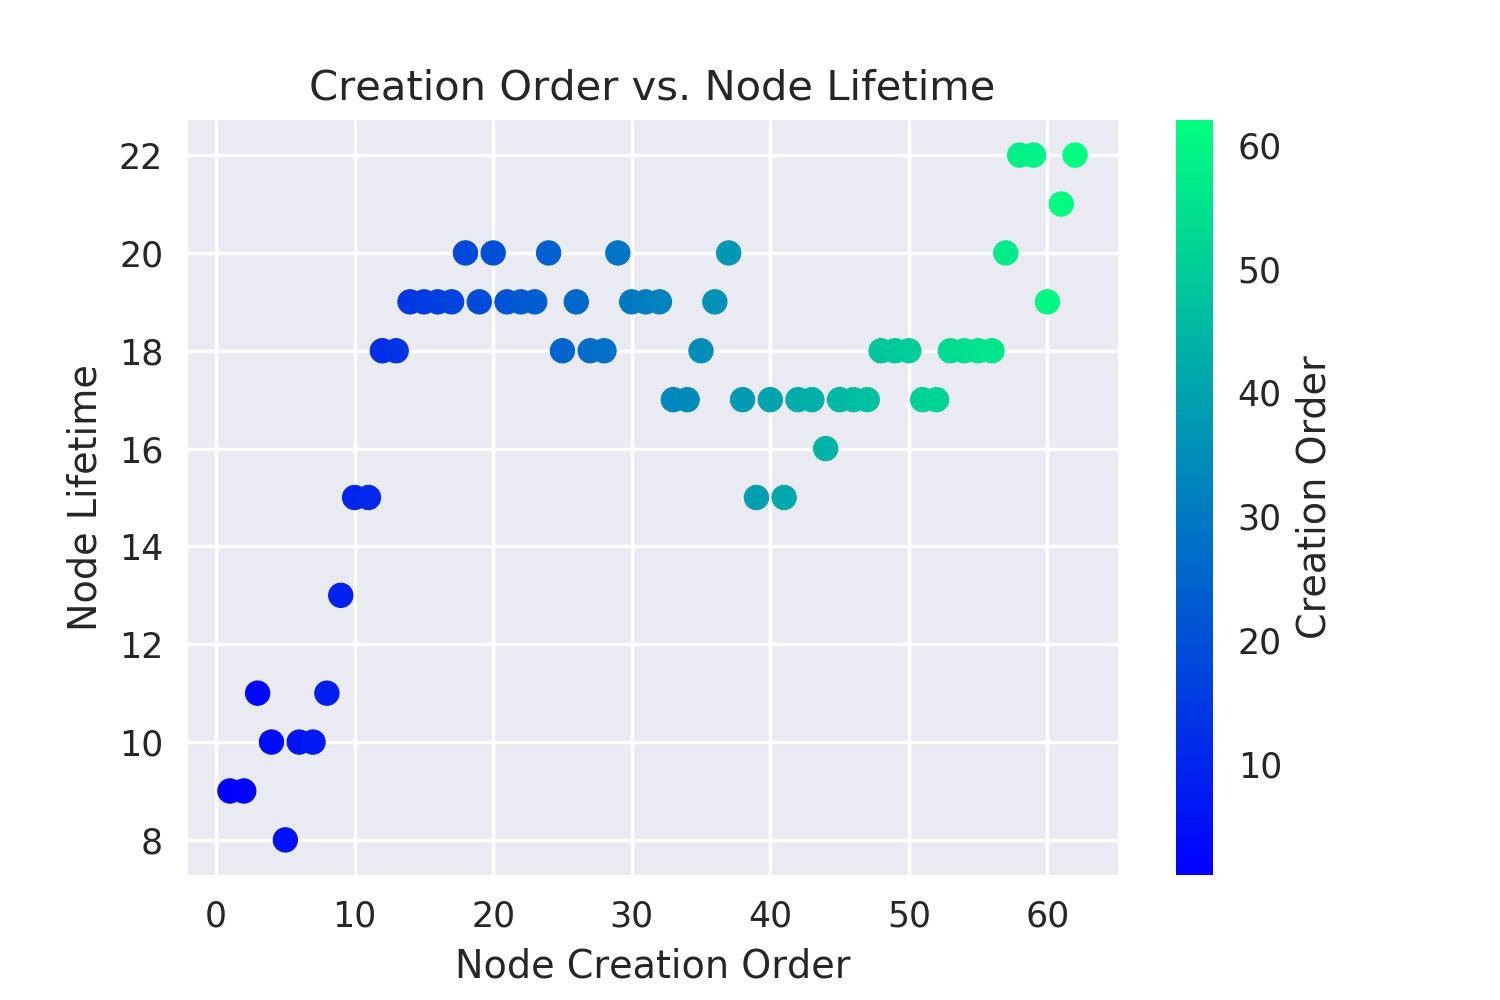 Creation Order vs. Node Lifetime
22
20
18
16
14
12
10
8
Node Lifetime
0 10 20 30 40 50 60
Node Creation Order
60
50
40
30
20
10
Creation Order